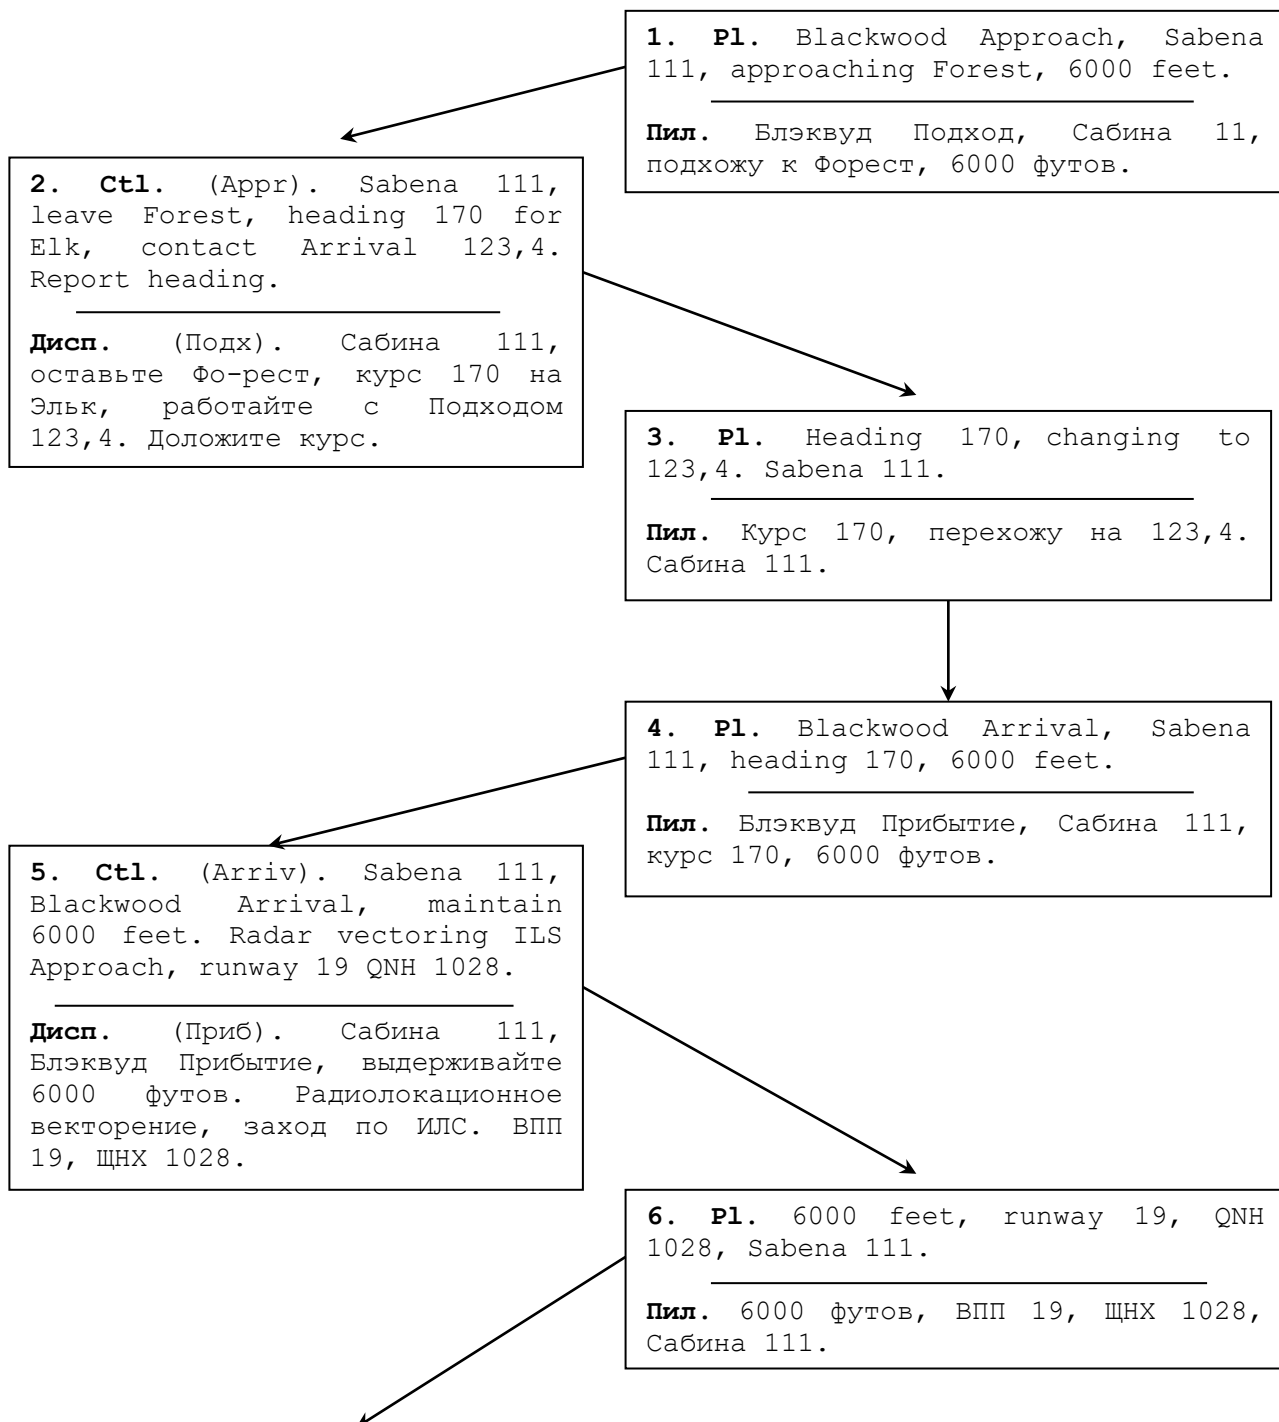 1. Pl. Blackwood Approach, Sabena
111, approaching Forest, 6000 feet.
Пил. Блэквуд Подход, Сабина 11,
подхожу к Форест, 6000 футов.
2. Ctl. (Appr). Sabena 111,
leave Forest, heading 170 for
Elk, contact Arrival 123,4.
Report heading.
Дисп. (Подх). Сабина 111,
оставьте Фо-рест, курс 170 на
Эльк, работайте с Подходом
123,4. Доложите курс.
3. Pl. Heading 170, changing to
123,4. Sabena 111.
Пил. Курс 170, перехожу на 123,4.
Сабина 111.
4. Pl. Blackwood Arrival, Sabena
111, heading 170, 6000 feet.
Пил. Блэквуд Прибытие, Сабина 111,
курс 170, 6000 футов.
5. Ctl. (Arriv). Sabena 111,
Blackwood Arrival, maintain
6000 feet. Radar vectoring ILS
Approach, runway 19 QNH 1028.
Дисп. (Приб). Сабина 111,
Блэквуд Прибытие, выдерживайте
6000 футов. Радиолокационное
векторение, заход по ИЛС. ВПП
19, ЩНХ 1028.
6. Pl. 6000 feet, runway 19, QNH
1028, Sabena 111.
Пил. 6000 футов, ВПП 19, ЩНХ 1028,
Сабина 111.